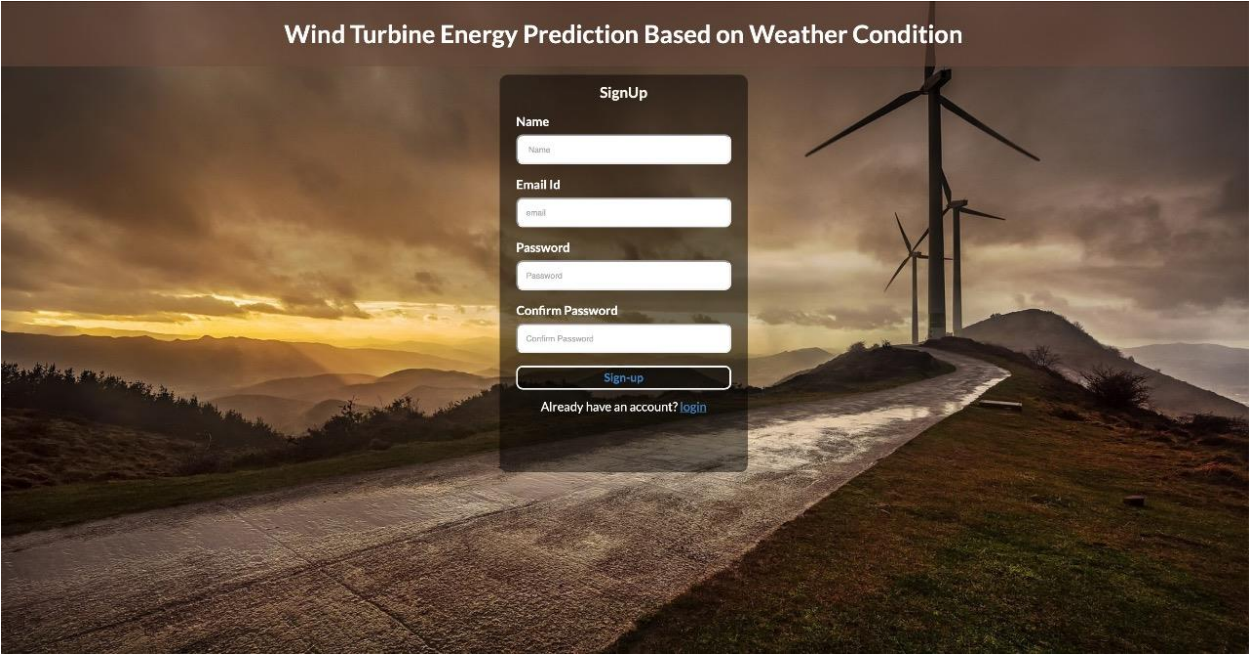 Wind Turbine Energy Prediction Based on Weather Condition
SignUp
Name
Name
Email Id
email
Password
Password
Confirm Password
Confirm Password
Sign-up
Already have an account? login